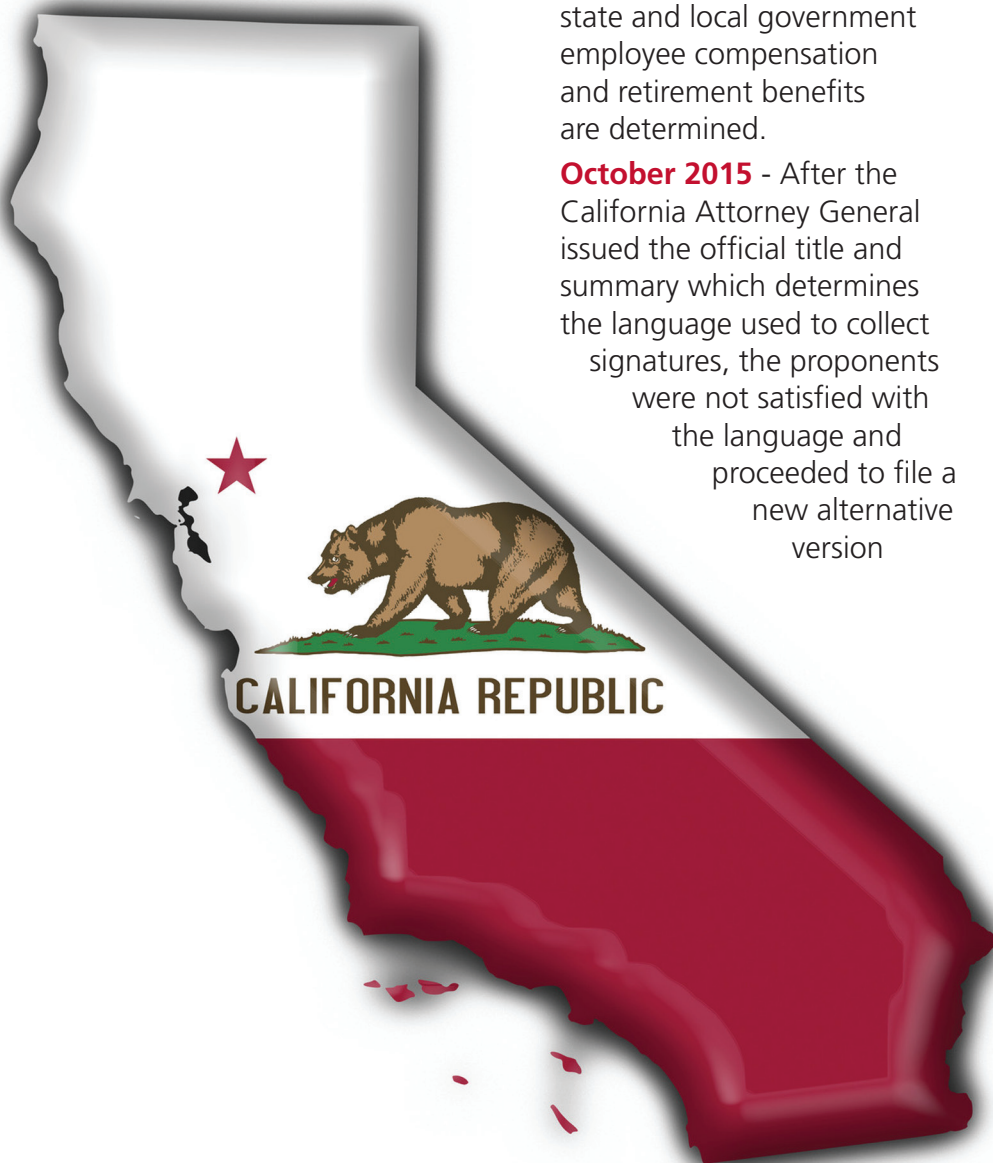 state and local government
employee compensation
and retirement benefits
are determined.
October 2015 - After the
California Attorney General
issued the official title and
summary which determines
the language used to collect
signatures, the proponents
were not satisfied with
the language and
proceeded to file a
new alternative
version
CALIFORNIA REPUBLIC